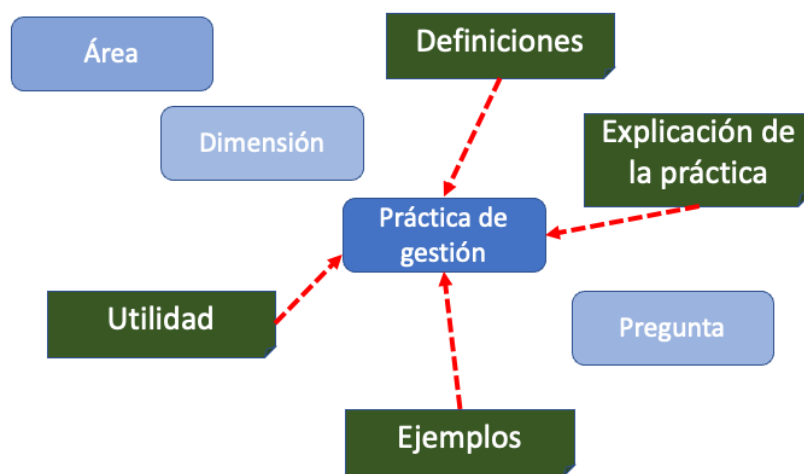 Definiciones
Área
Explicación de
la práctica
Dimensión
Práctica de
gestión
Utilidad
Pregunta
Ejemplos